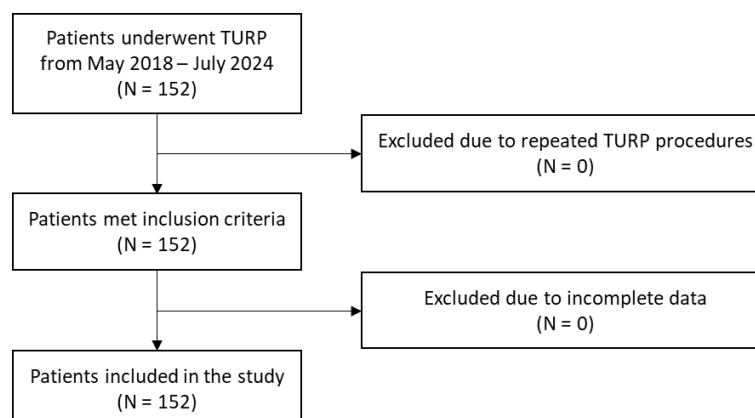 Patients underwent TURP
from May 2018 – July 2024
(N = 152)
Excluded due to repeated TURP procedures
(N = 0)
Patients met inclusion criteria
(N = 152)
Excluded due to incomplete data
(N = 0)
Patients included in the study
(N = 152)